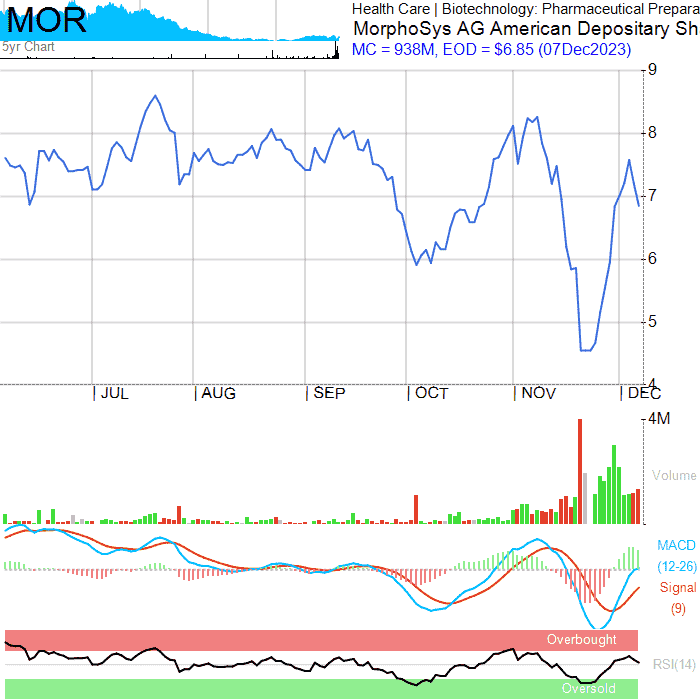 MOR
5yr Chart
Health Care | Biotechnology: Pharmaceutical Prepara
MorphoSys AG American Depositary Sh
MC = 938M, EOD = $6.85 (07Dec2023)
9
8
7
6
5
4
| JUL | AUG | SEP | OCT | NOV | DEC
4M
Volume
MACD
(12-26)
Signal
(9)
Overbought
RSI(14)
Oversold